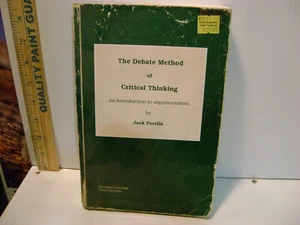 The Debate Method
of
Critical Thinking
an introduction to argumentation
by
Jack Perella
QUALITY PAINT